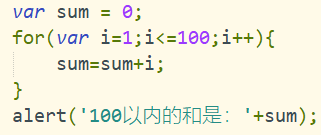 var sum = 0;
for(var i=1;i<=100;i++){
sum=sum+i;
}
alert('100以内的和是：'+sum);